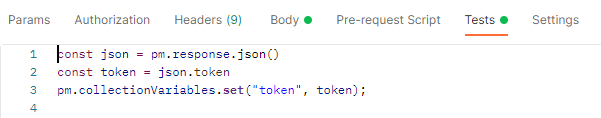 Params Authorization Headers (9) Body Pre-request Script Tests Settings
1 const json = pm.response.json()
2 const token = json.token
3 pm.collectionVariables.set("token", token);
4